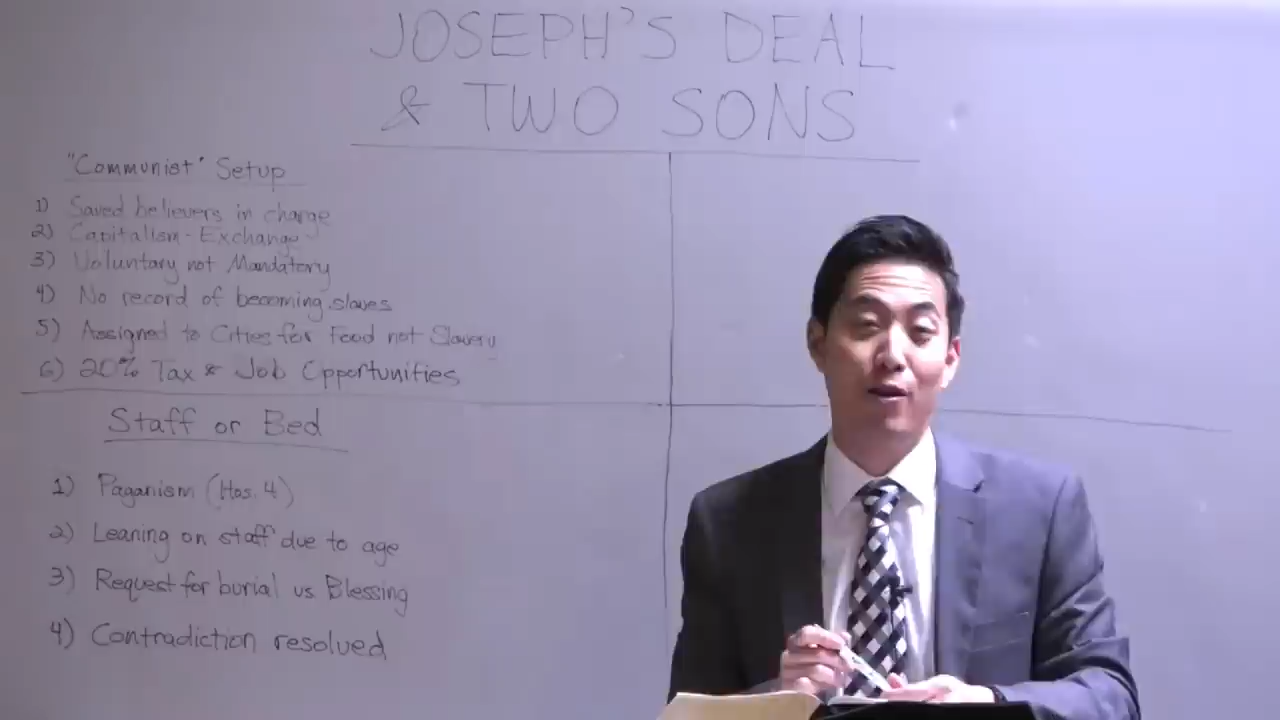 JOSEPH'S DEAL
& TWO SONS
"Communist" Setup
1) Saved believers in charge
2) Capitalism - Exchange
3) Voluntary not Mandatory
4) No record of becoming slaves
5) Assigned to Cities for Food not Slavery
6) 20% Tax & Job Opportunities
Staff or Bed
1) Paganism (Hos. 4)
2) Leaning on staff due to age
3) Request for burial vs Blessing
4) Contradiction resolved